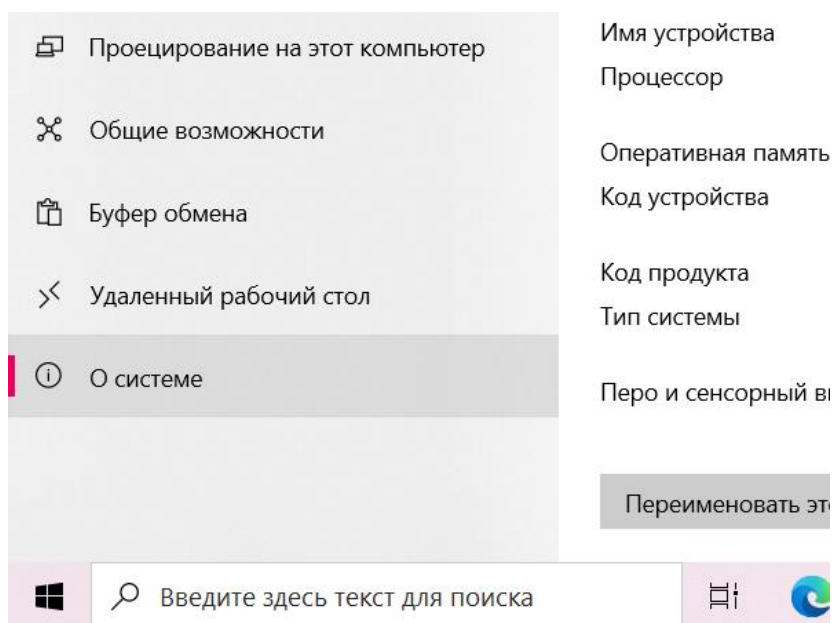 Проецирование на этот компьютер
Общие возможности
Буфер обмена
Удаленный рабочий стол
О системе
Имя устройства
Процессор
Оперативная память
Код устройства
Код продукта
Тип системы
Перо и сенсорный
Переименовать
Введите здесь текст для поиска